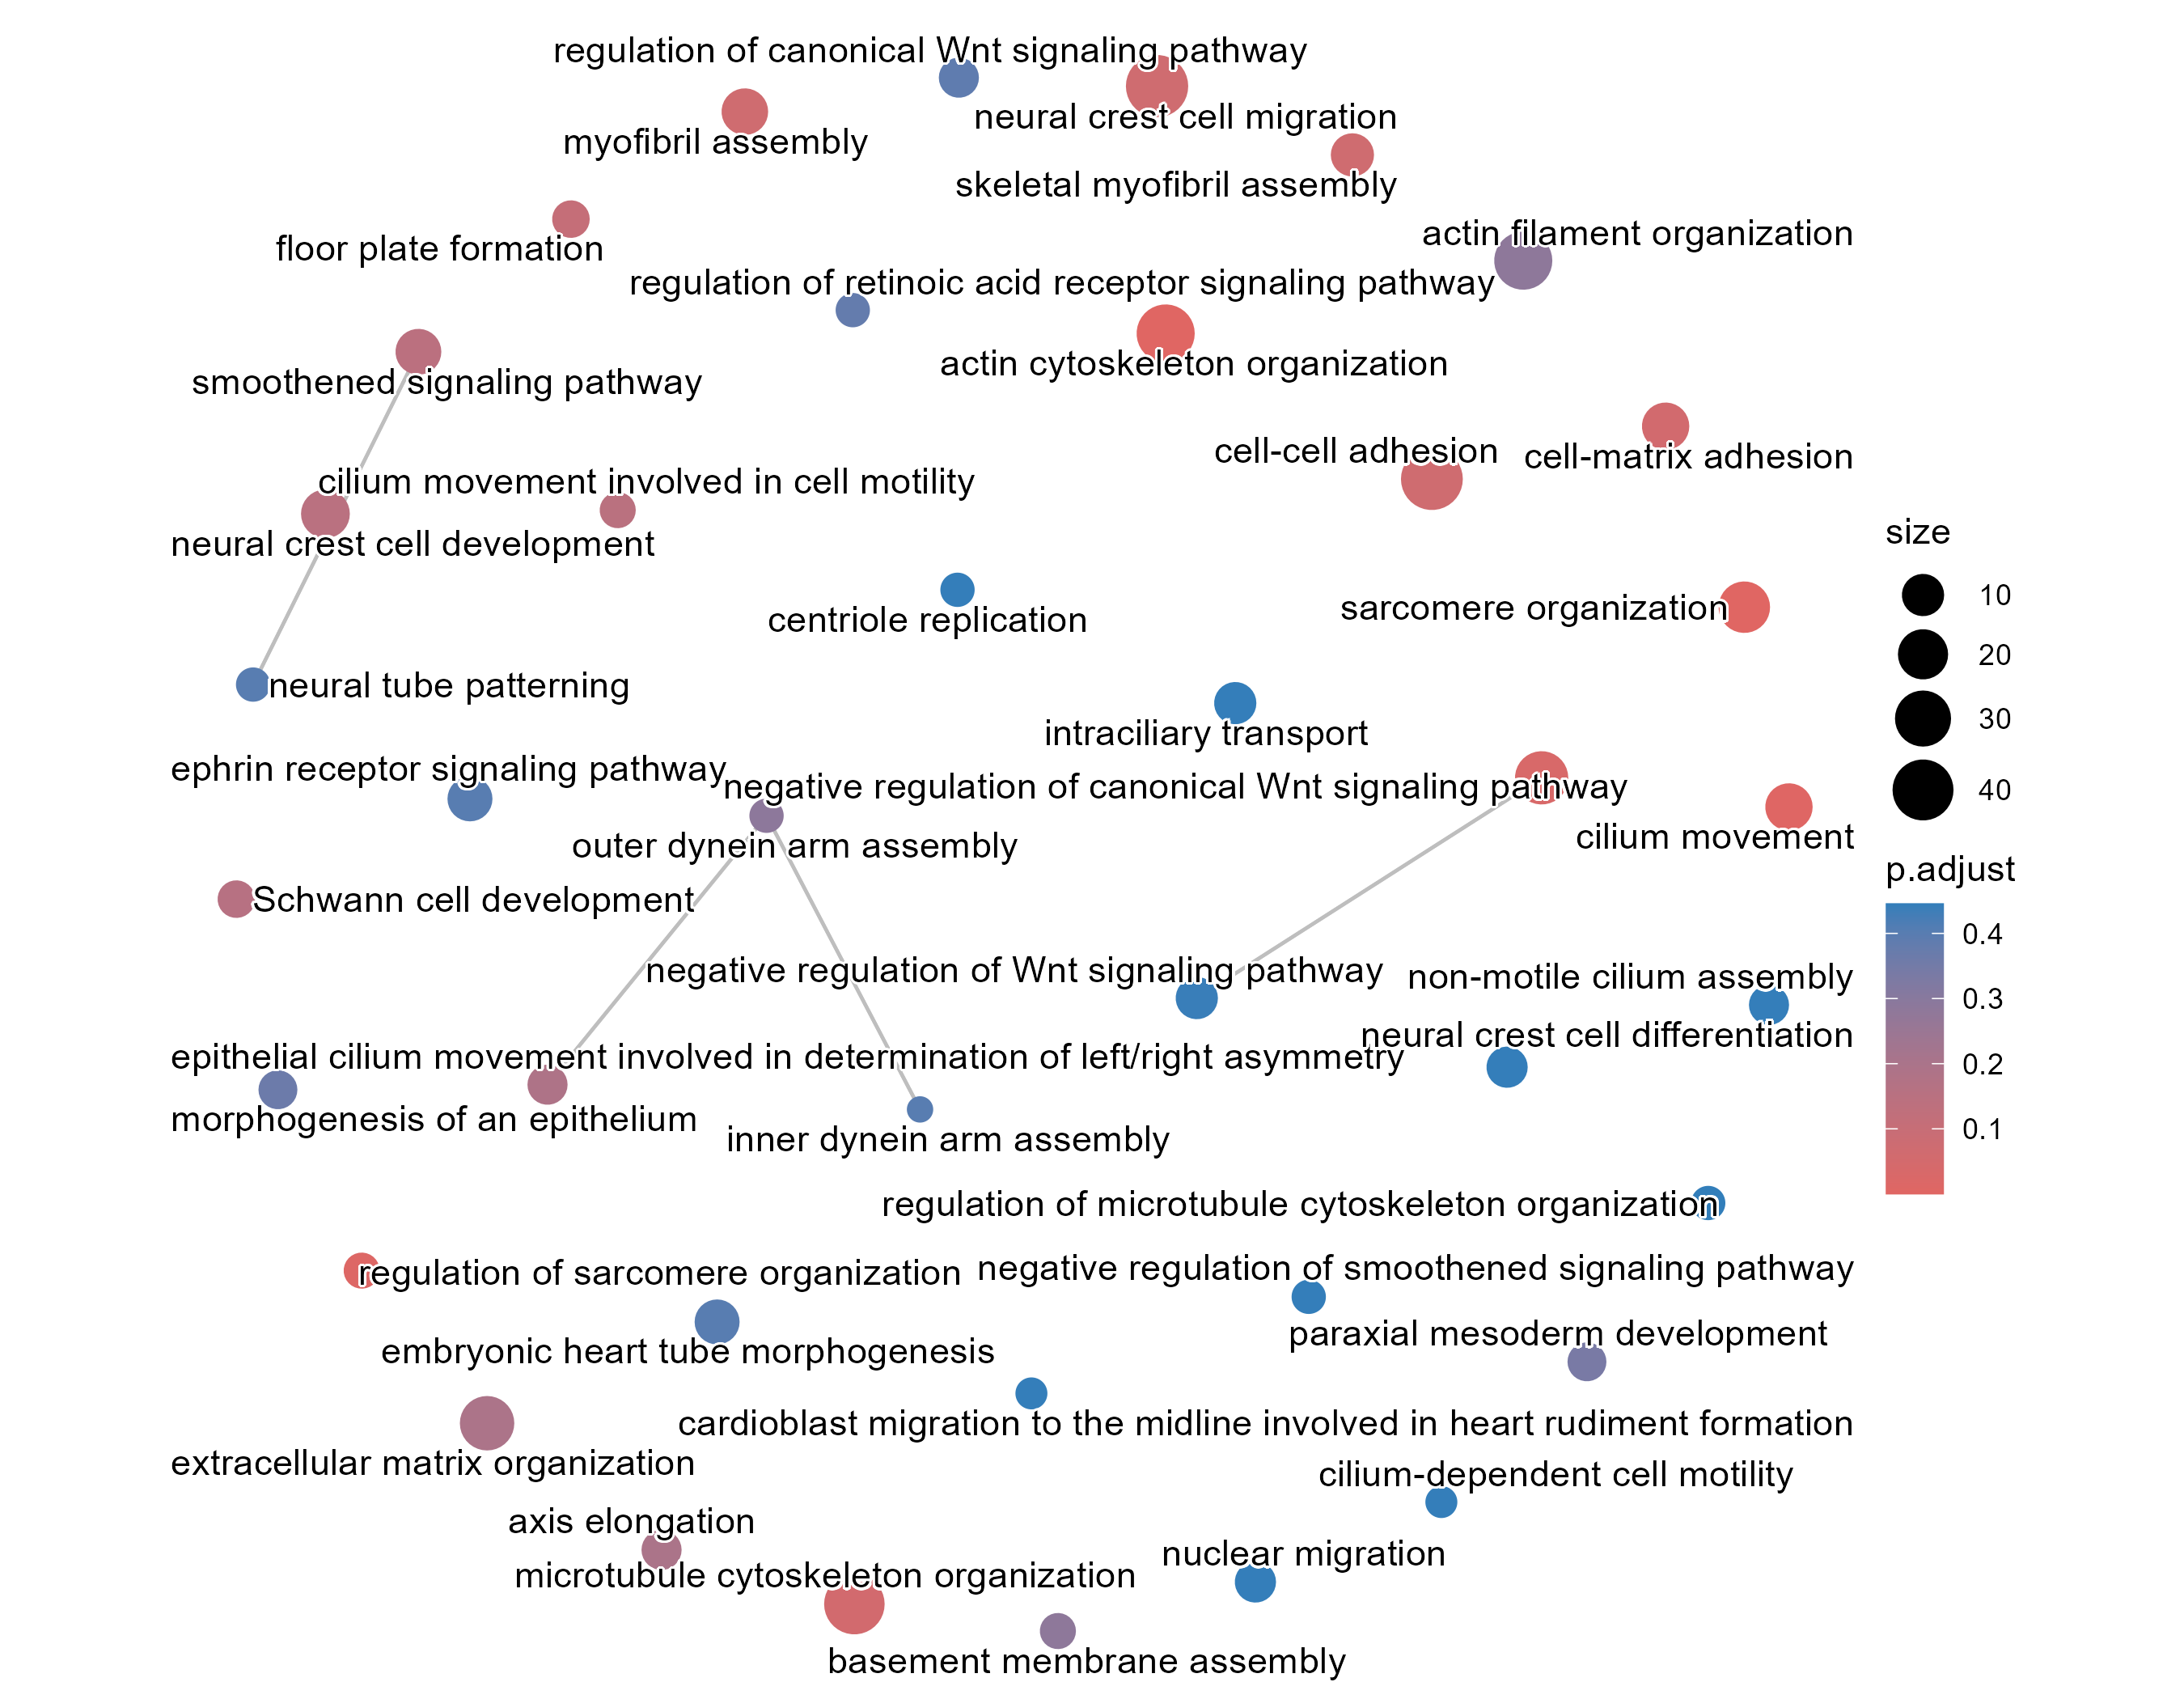 regulation of canonical Wnt signaling pathway
neural crest cell migration
myofibril assembly
skeletal myofibril assembly
actin filament organization
floor plate formation
regulation of retinoic acid receptor signaling pathway
actin cytoskeleton organization
smoothened signaling pathway
cell-cell adhesion
cell-matrix adhesion
cilium movement involved in cell motility
neural crest cell development
centriole replication
sarcomere organization
neural tube patterning
intraciliary transport
ephrin receptor signaling pathway
negative regulation of canonical Wnt signaling pathway
cilium movement
outer dynein arm assembly
Schwann cell development
negative regulation of Wnt signaling pathway
non-motile cilium assembly
neural crest cell differentiation
epithelial cilium movement involved in determination of left/right asymmetry
morphogenesis of an epithelium
inner dynein arm assembly
regulation of microtubule cytoskeleton organization
regulation of sarcomere organization
negative regulation of smoothened signaling pathway
paraxial mesoderm development
embryonic heart tube morphogenesis
cardioblast migration to the midline involved in heart rudiment formation
extracellular matrix organization
cilium-dependent cell motility
axis elongation
nuclear migration
microtubule cytoskeleton organization
basement membrane assembly
size
10
20
30
40
p.adjust
0.4
0.3
0.2
0.1